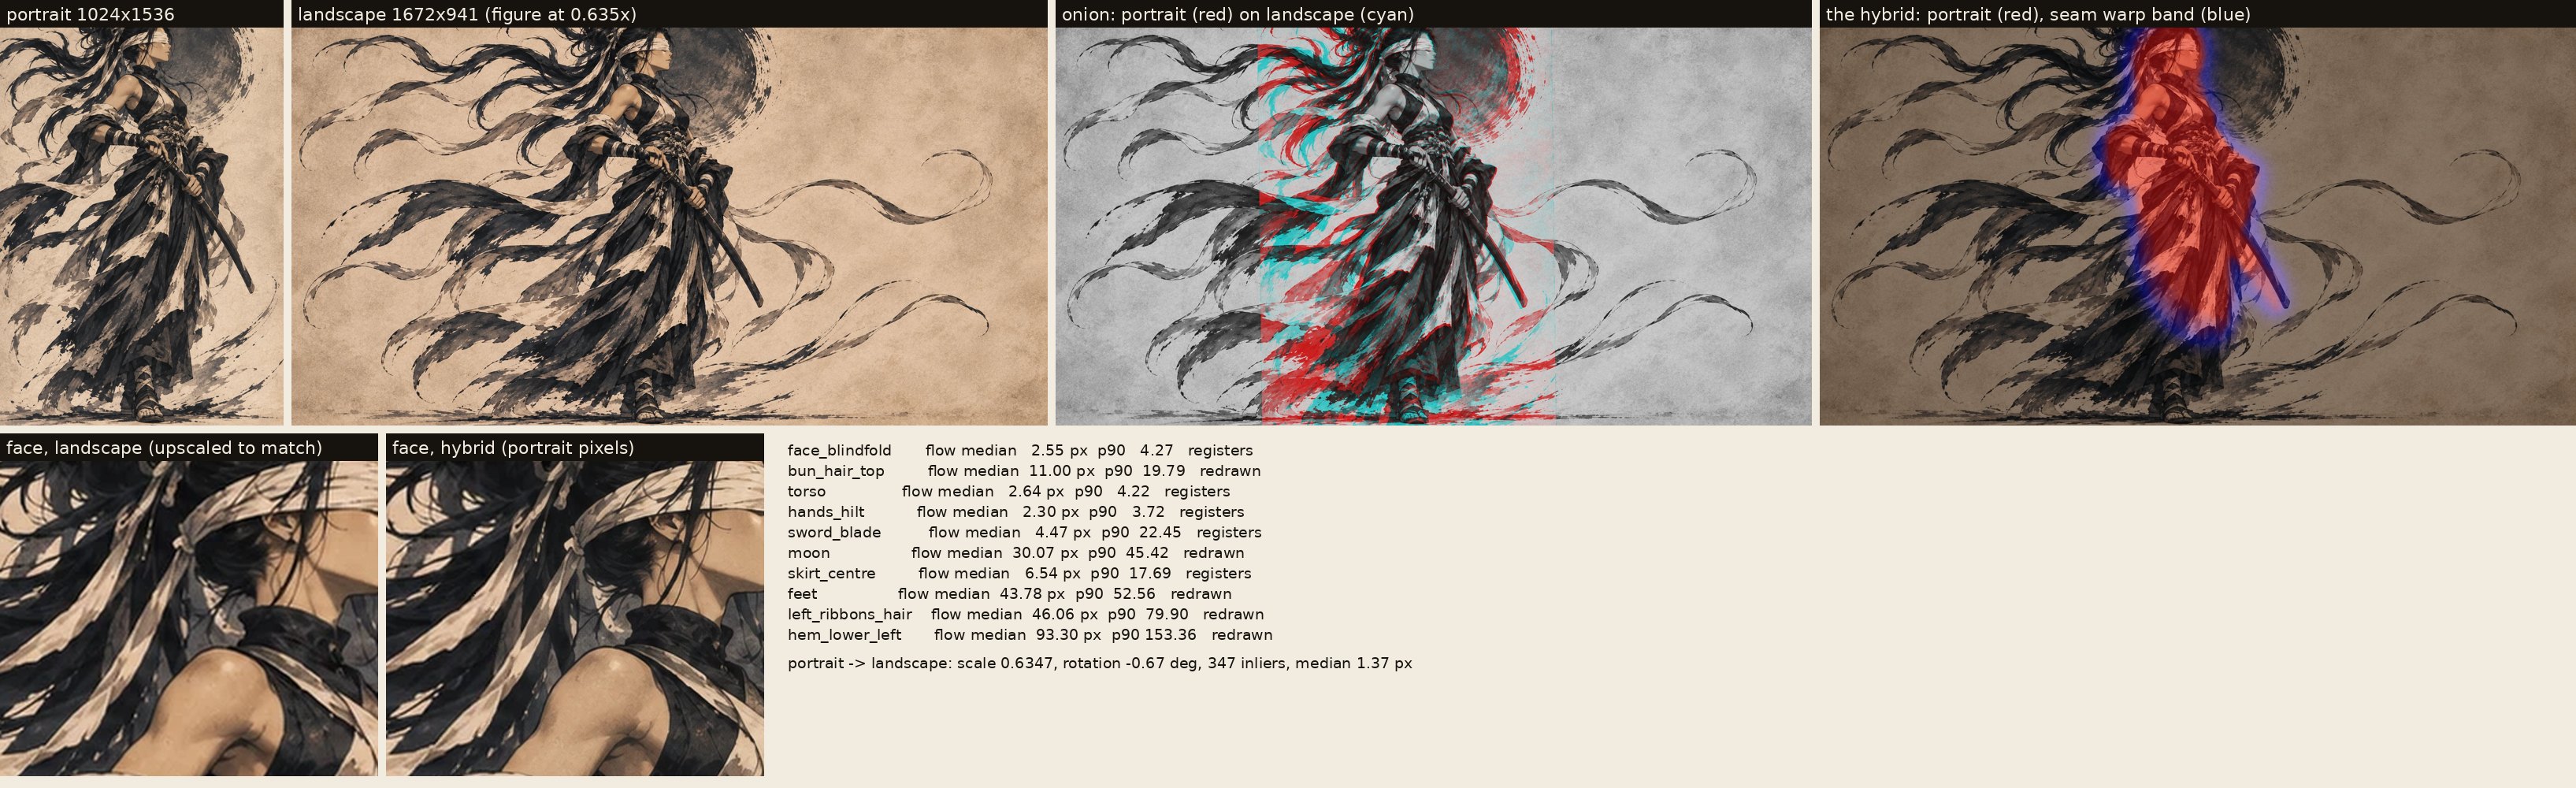 portrait 1024x1536
landscape 1672x941 (figure at 0.635x)
onion: portrait (red) on landscape (cyan)
the hybrid: portrait (red), seam warp band (blue)
face, landscape (upscaled to match)
face, hybrid (portrait pixels)
face_blindfold flow median 2.55 px p90 4.27 registers
bun_hair_top flow median 11.00 px p90 19.79 redrawn
torso flow median 2.64 px p90 4.22 registers
hands_hilt flow median 2.30 px p90 3.72 registers
sword_blade flow median 4.47 px p90 22.45 registers
moon flow median 30.07 px p90 45.42 redrawn
skirt_centre flow median 6.54 px p90 17.69 registers
feet flow median 43.78 px p90 52.56 redrawn
left_ribbons_hair flow median 46.06 px p90 79.90 redrawn
hem_lower_left flow median 93.30 px p90 153.36 redrawn
portrait -> landscape: scale 0.6347, rotation -0.67 deg, 347 inliers, median 1.37 px